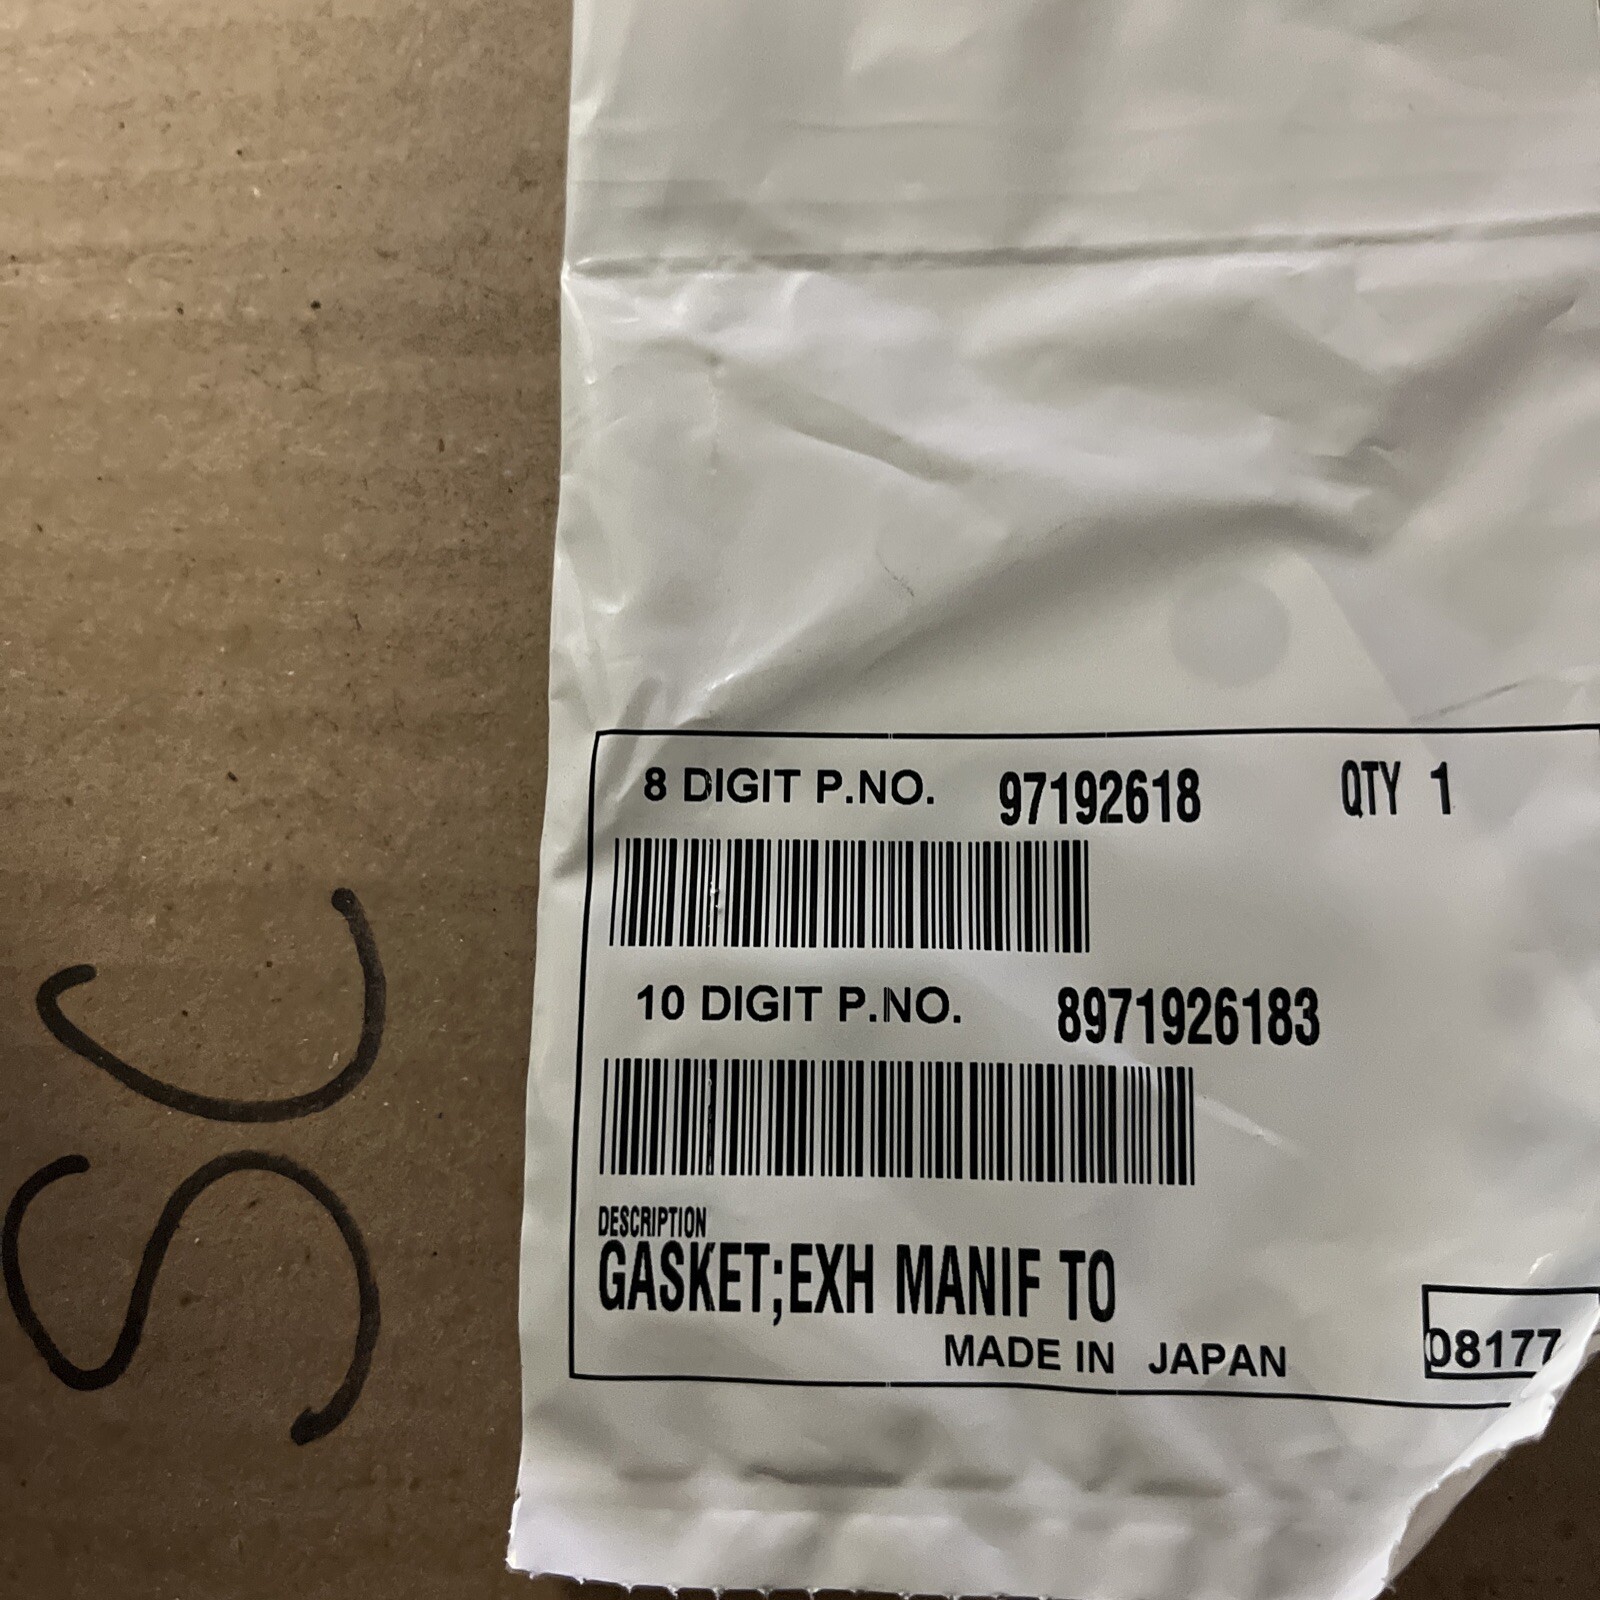 SC
8 DIGIT P.NO. 97192618 QTY 1
10 DIGIT P.NO. 8971926183
DESCRIPTION
GASKET;EXH MANIF TO
MADE IN JAPAN
08177